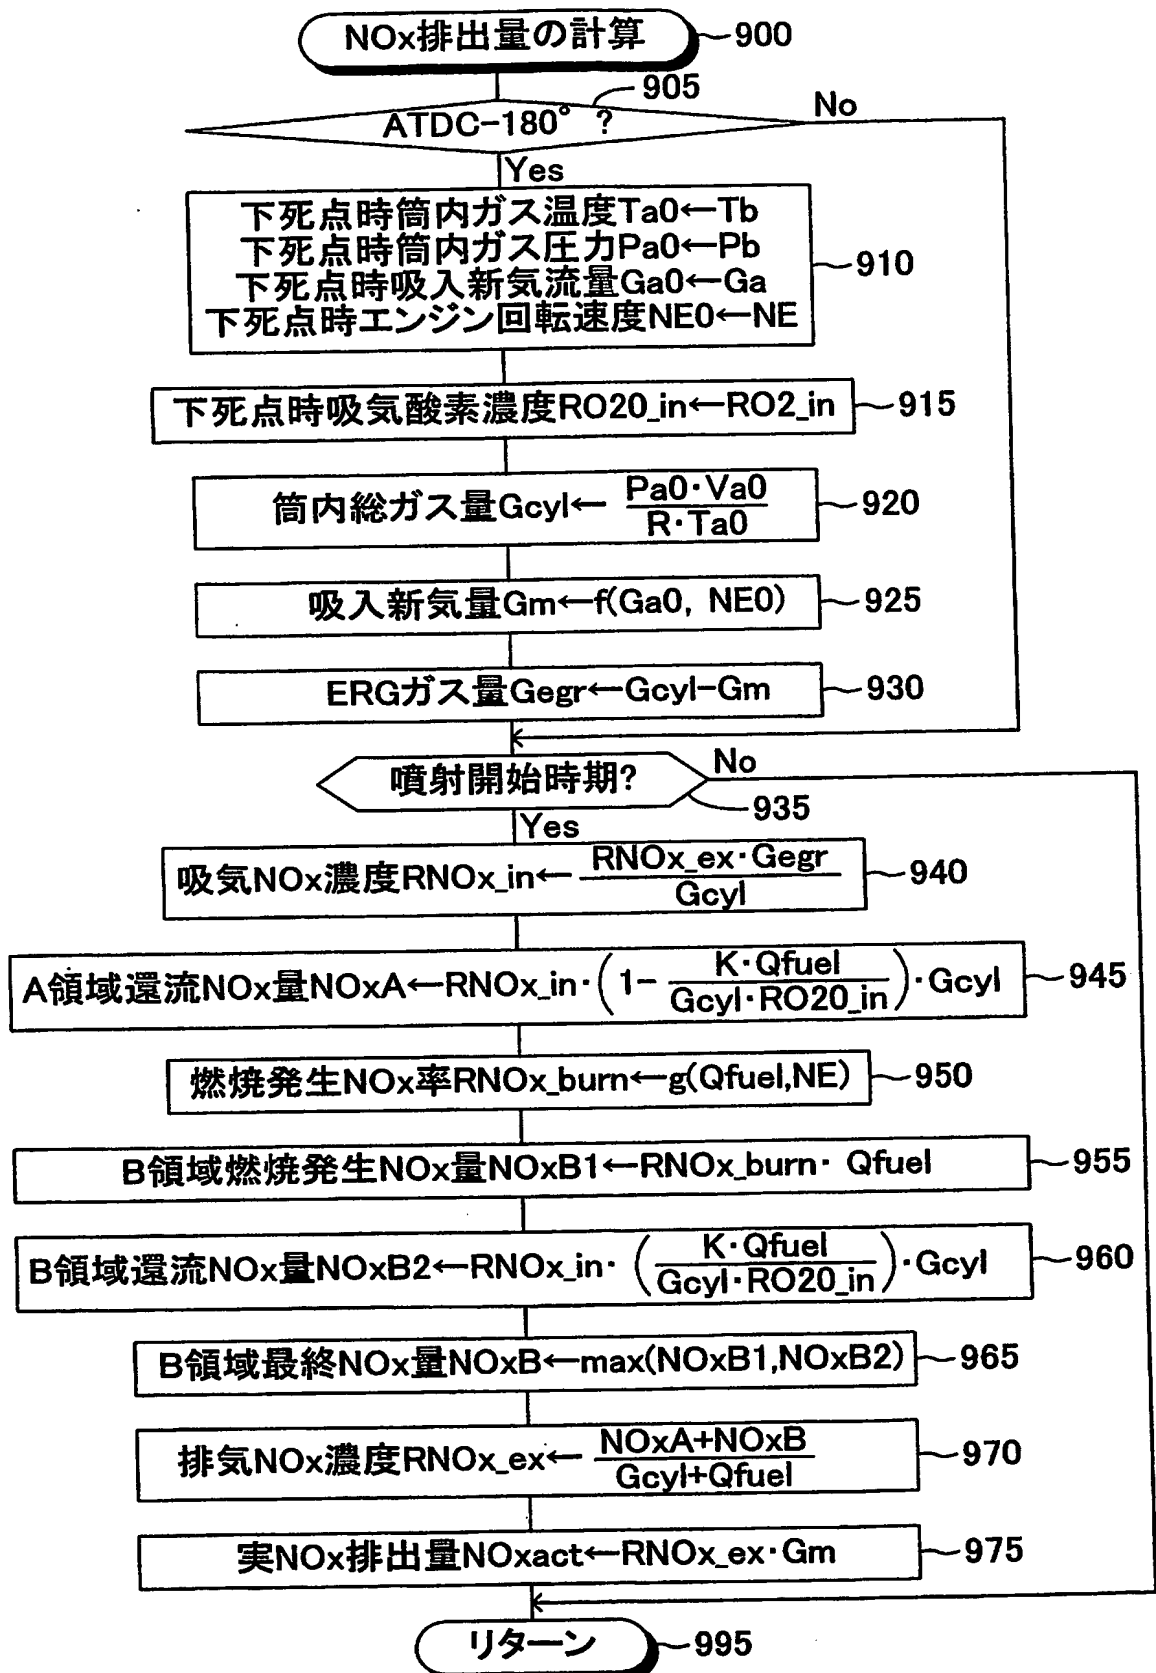 NOx排出量の計算 900
905
ATDC-180° ?
No
Yes
下死点時筒内ガス温度Ta0←Tb
下死点時筒内ガス圧力Pa0←Pb
下死点時吸入新気流量Ga0←Ga
下死点時エンジン回転速度NE0←NE
910
下死点時吸気酸素濃度RO20_in←RO2_in 915
筒内総ガス量Gcyl← Pa0·Va0
R·Ta0
920
吸入新気量Gm←f(Ga0, NE0) 925
ERGガス量Gegr←Gcyl-Gm 930
噴射開始時期?
No
935
Yes
吸気NOx濃度RNOx_in← RNOx_ex·Gegr
Gcyl
940
A領域還流NOx量NOxA←RNOx_in·(1- K·Qfuel
Gcyl·RO20_in )·Gcyl
945
燃焼発生NOx率RNOx_burn←g(Qfuel,NE) 950
B領域燃焼発生NOx量NOxB1←RNOx_burn· Qfuel 955
B領域還流NOx量NOxB2←RNOx_in· ( K·Qfuel
Gcyl·RO20_in )·Gcyl
960
B領域最終NOx量NOxB←max(NOxB1,NOxB2) 965
排気NOx濃度RNOx_ex← NOxA+NOxB
Gcyl+Qfuel
970
実NOx排出量NOxact←RNOx_ex·Gm 975
リターン 995